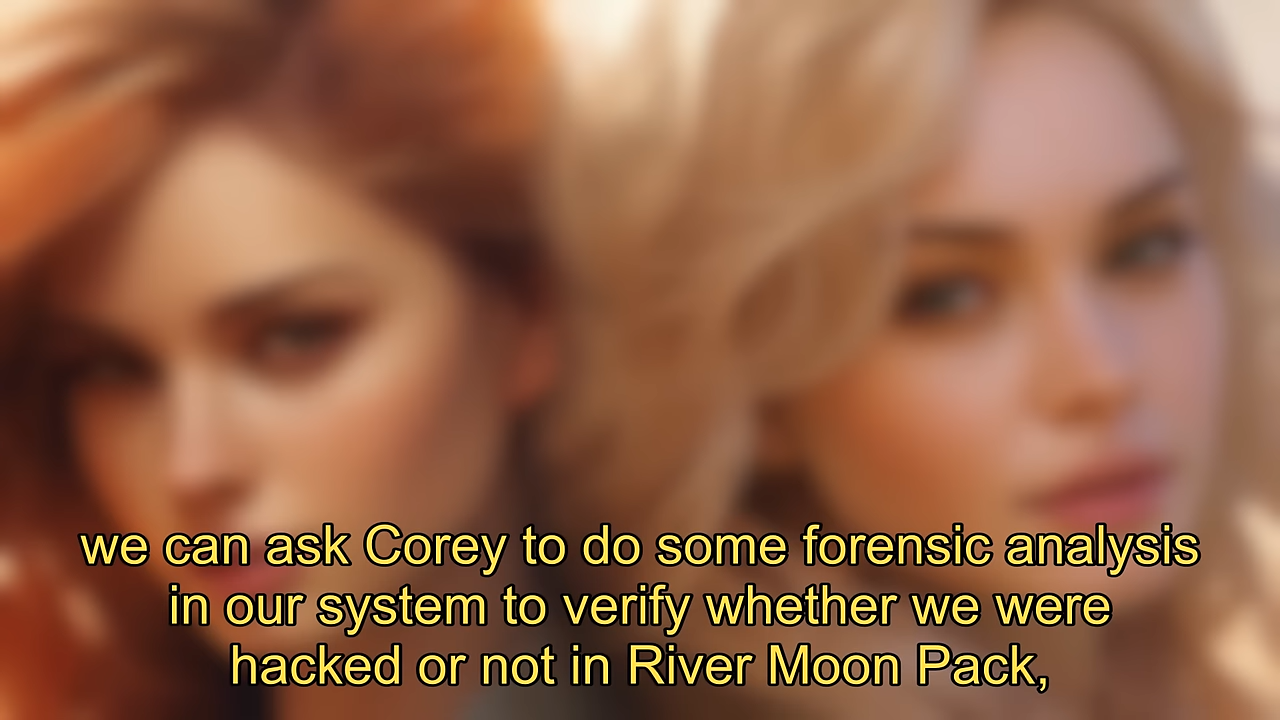 we can ask Corey to do some forensic analysis
in our system to verify whether we were
hacked or not in River Moon Pack,